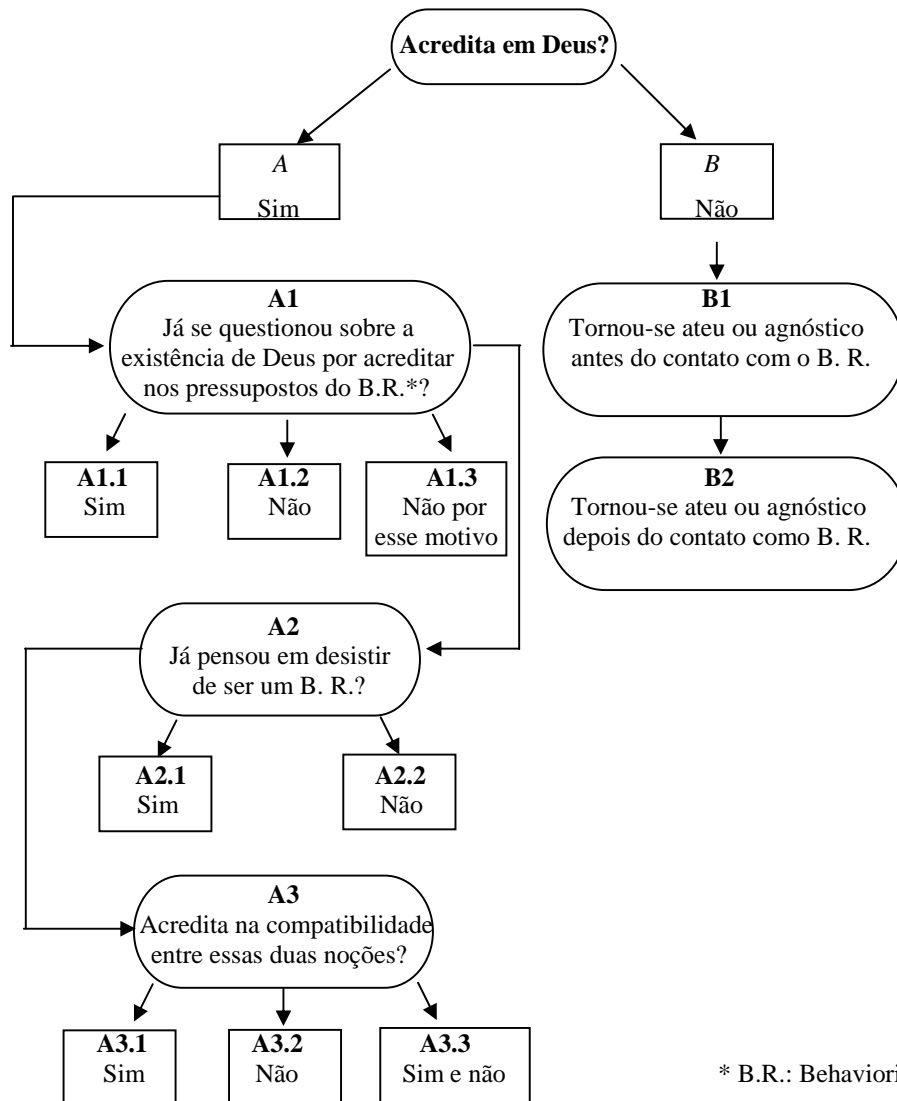 Acredita em Deus?
A
Sim
B
Não
A1
Já se questionou sobre a
existência de Deus por acreditar
nos pressupostos do B.R.*?
A1.1
Sim
A1.2
Não
A1.3
Não por
esse motivo
B1
Tornou-se ateu ou agnóstico
antes do contato com o B. R.
B2
Tornou-se ateu ou agnóstico
depois do contato como B. R.
A2
Já pensou em desistir
de ser um B. R.?
A2.1
Sim
A2.2
Não
A3
Acredita na compatibilidade
entre essas duas noções?
A3.1
Sim
A3.2
Não
A3.3
Sim e não
* B.R.: Behaviori